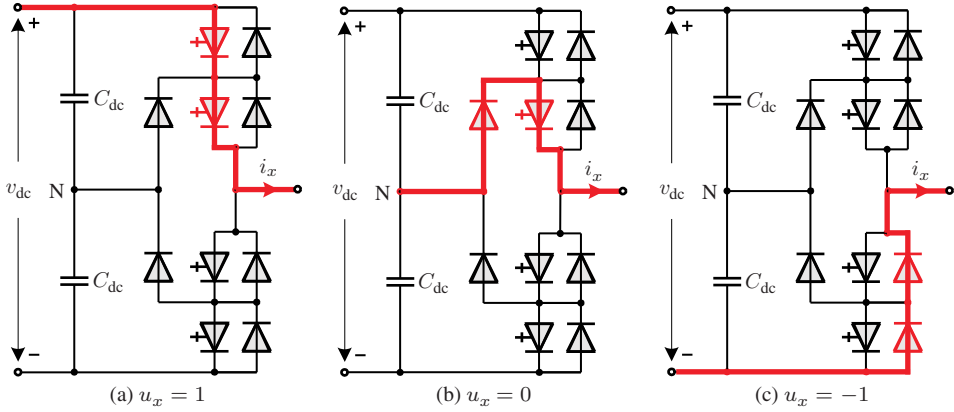 + + +
C_dc C_dc C_dc
v_dc N i_x v_dc N i_x v_dc N i_x
C_dc C_dc C_dc
− − −
(a) u_x = 1 (b) u_x = 0 (c) u_x = −1